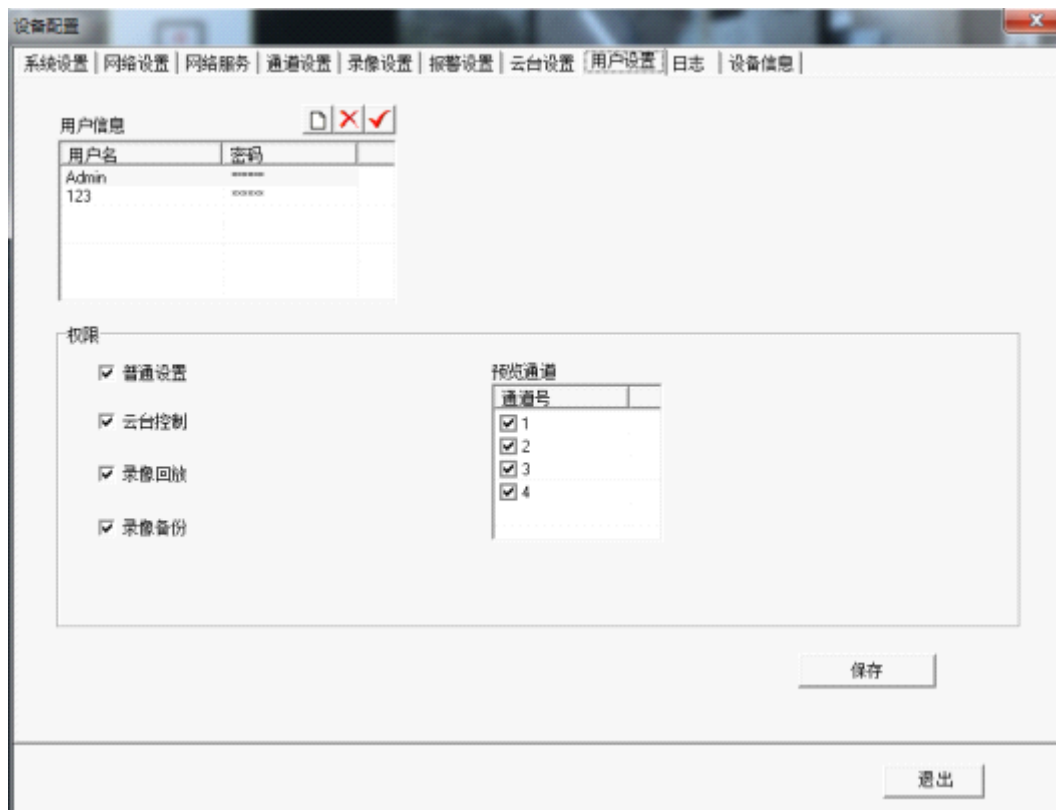 设备配置
系统设置 网络设置 网络服务 通道设置 录像设置 报警设置 云台设置 用户设置 日志 设备信息
用户信息
用户名 密码
Admin *****
123 *****
权限
普通设置
云台控制
录像回放
录像备份
预览通道
通道号
1
2
3
4
保存
退出